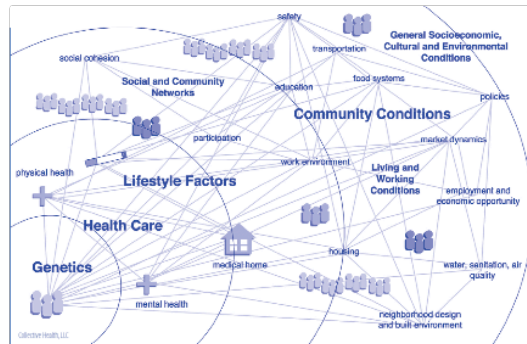 safety
General Socioeconomic,
Cultural and Environmental
Conditions
transportation
social cohesion
Social and Community
Networks
education
food systems
policies
Community Conditions
participation
market dynamics
work environment
physical health
Lifestyle Factors
Living and
Working
Conditions
employment and
economic opportunity
Health Care
Genetics
medical home
housing
water, sanitation, air
quality
mental health
neighborhood design
and built environment
Collective Health, LLC